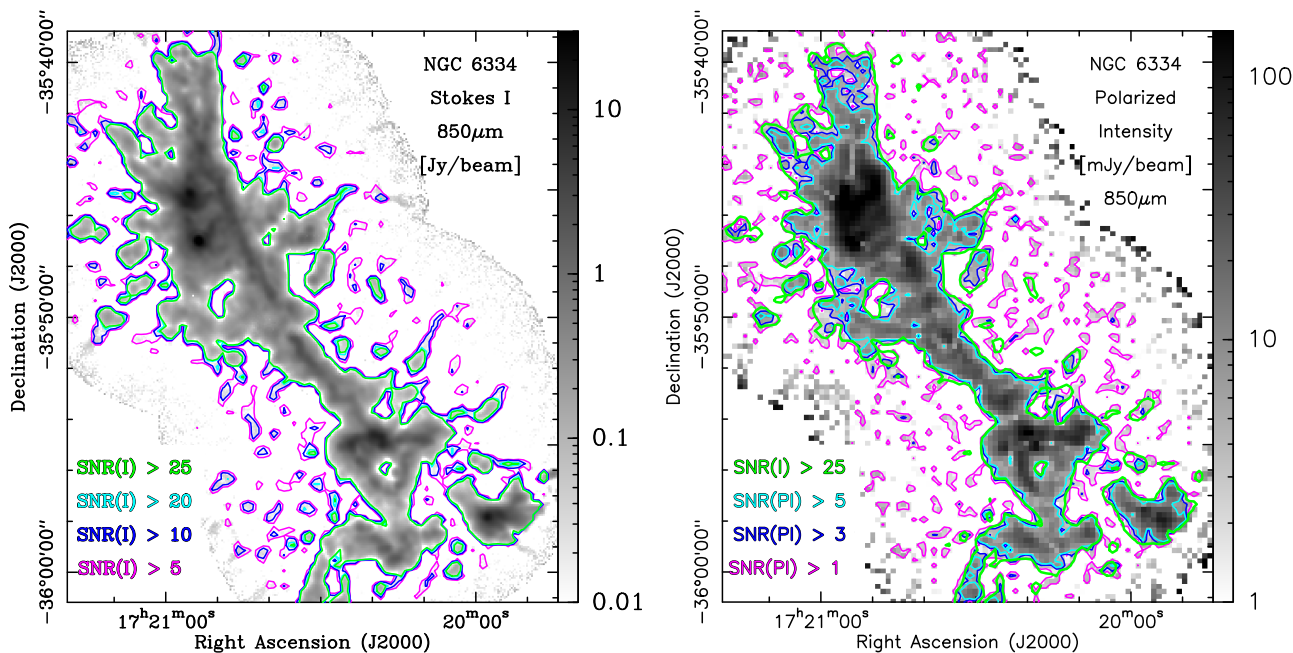 NGC 6334
Stokes I
850μm
[Jy/beam]
SNR(I) > 25
SNR(I) > 20
SNR(I) > 10
SNR(I) > 5
−35°40′00″
−35°50′00″
−36°00′00″
Declination (J2000)
17ʰ21ᵐ00ˢ
20ᵐ00ˢ
Right Ascension (J2000)
10
1
0.1
0.01
NGC 6334
Polarized
Intensity
[mJy/beam]
850μm
SNR(I) > 25
SNR(PI) > 5
SNR(PI) > 3
SNR(PI) > 1
−35°40′00″
−35°50′00″
−36°00′00″
Declination (J2000)
17ʰ21ᵐ00ˢ
20ᵐ00ˢ
Right Ascension (J2000)
100
10
1